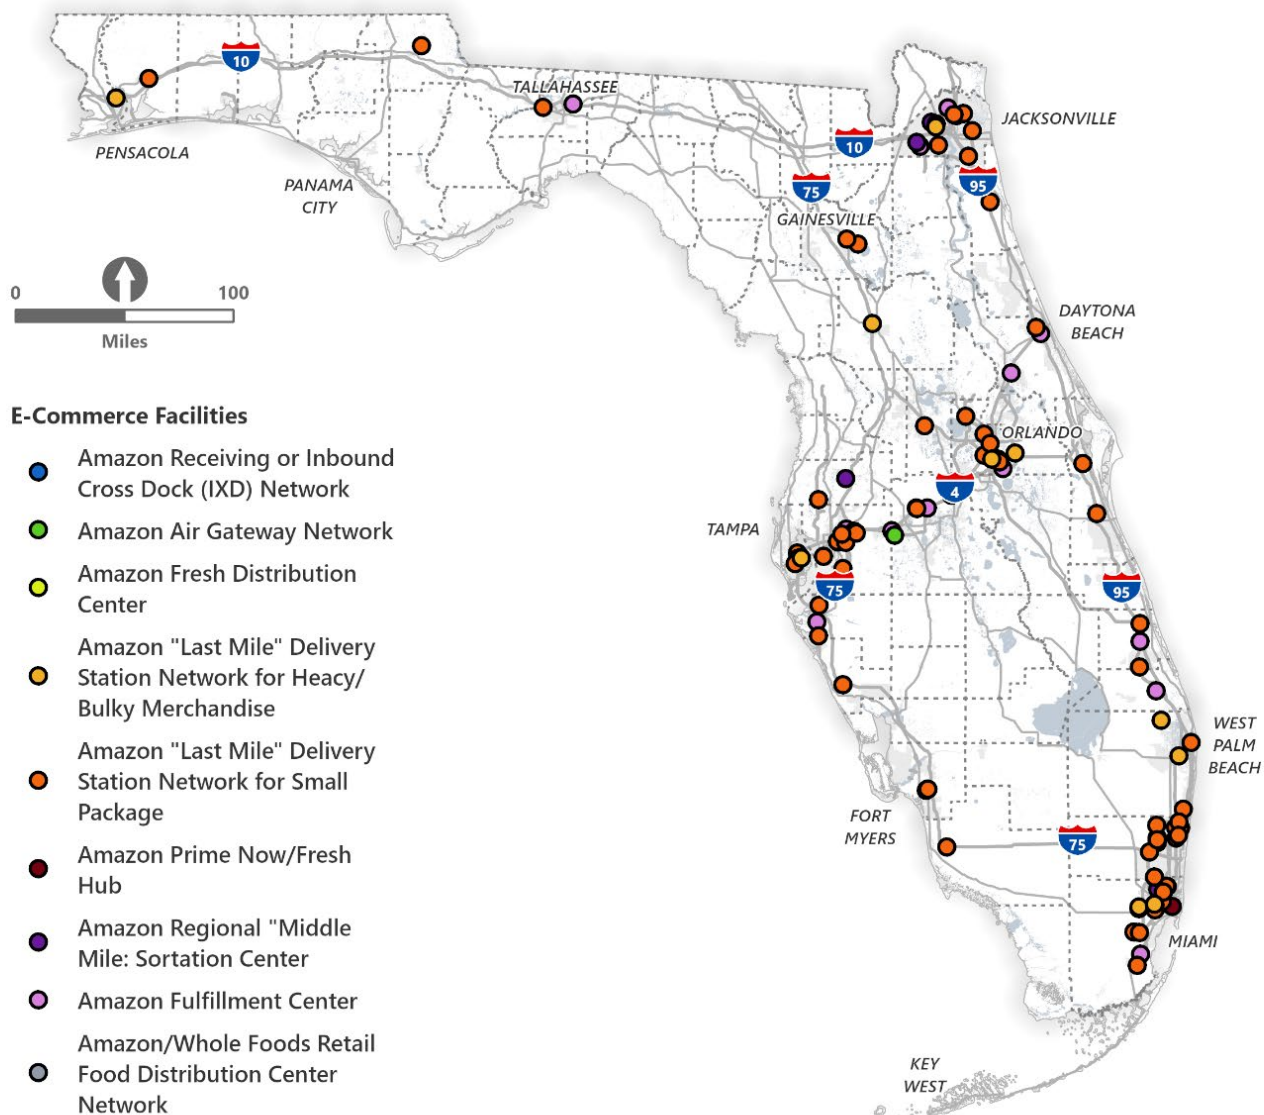 10
TALLAHASSEE
JACKSONVILLE
PENSACOLA
10
PANAMA
CITY
75
95
GAINESVILLE
0
100
Miles
DAYTONA
BEACH
E-Commerce Facilities
ORLANDO
Amazon Receiving or Inbound
Cross Dock (IXD) Network
4
Amazon Air Gateway Network
TAMPA
Amazon Fresh Distribution
Center
75
95
Amazon "Last Mile" Delivery
Station Network for Heacy/
Bulky Merchandise
WEST
PALM
BEACH
Amazon "Last Mile" Delivery
Station Network for Small
Package
FORT
MYERS
75
Amazon Prime Now/Fresh
Hub
Amazon Regional "Middle
Mile: Sortation Center
MIAMI
Amazon Fulfillment Center
Amazon/Whole Foods Retail
Food Distribution Center
Network
KEY
WEST